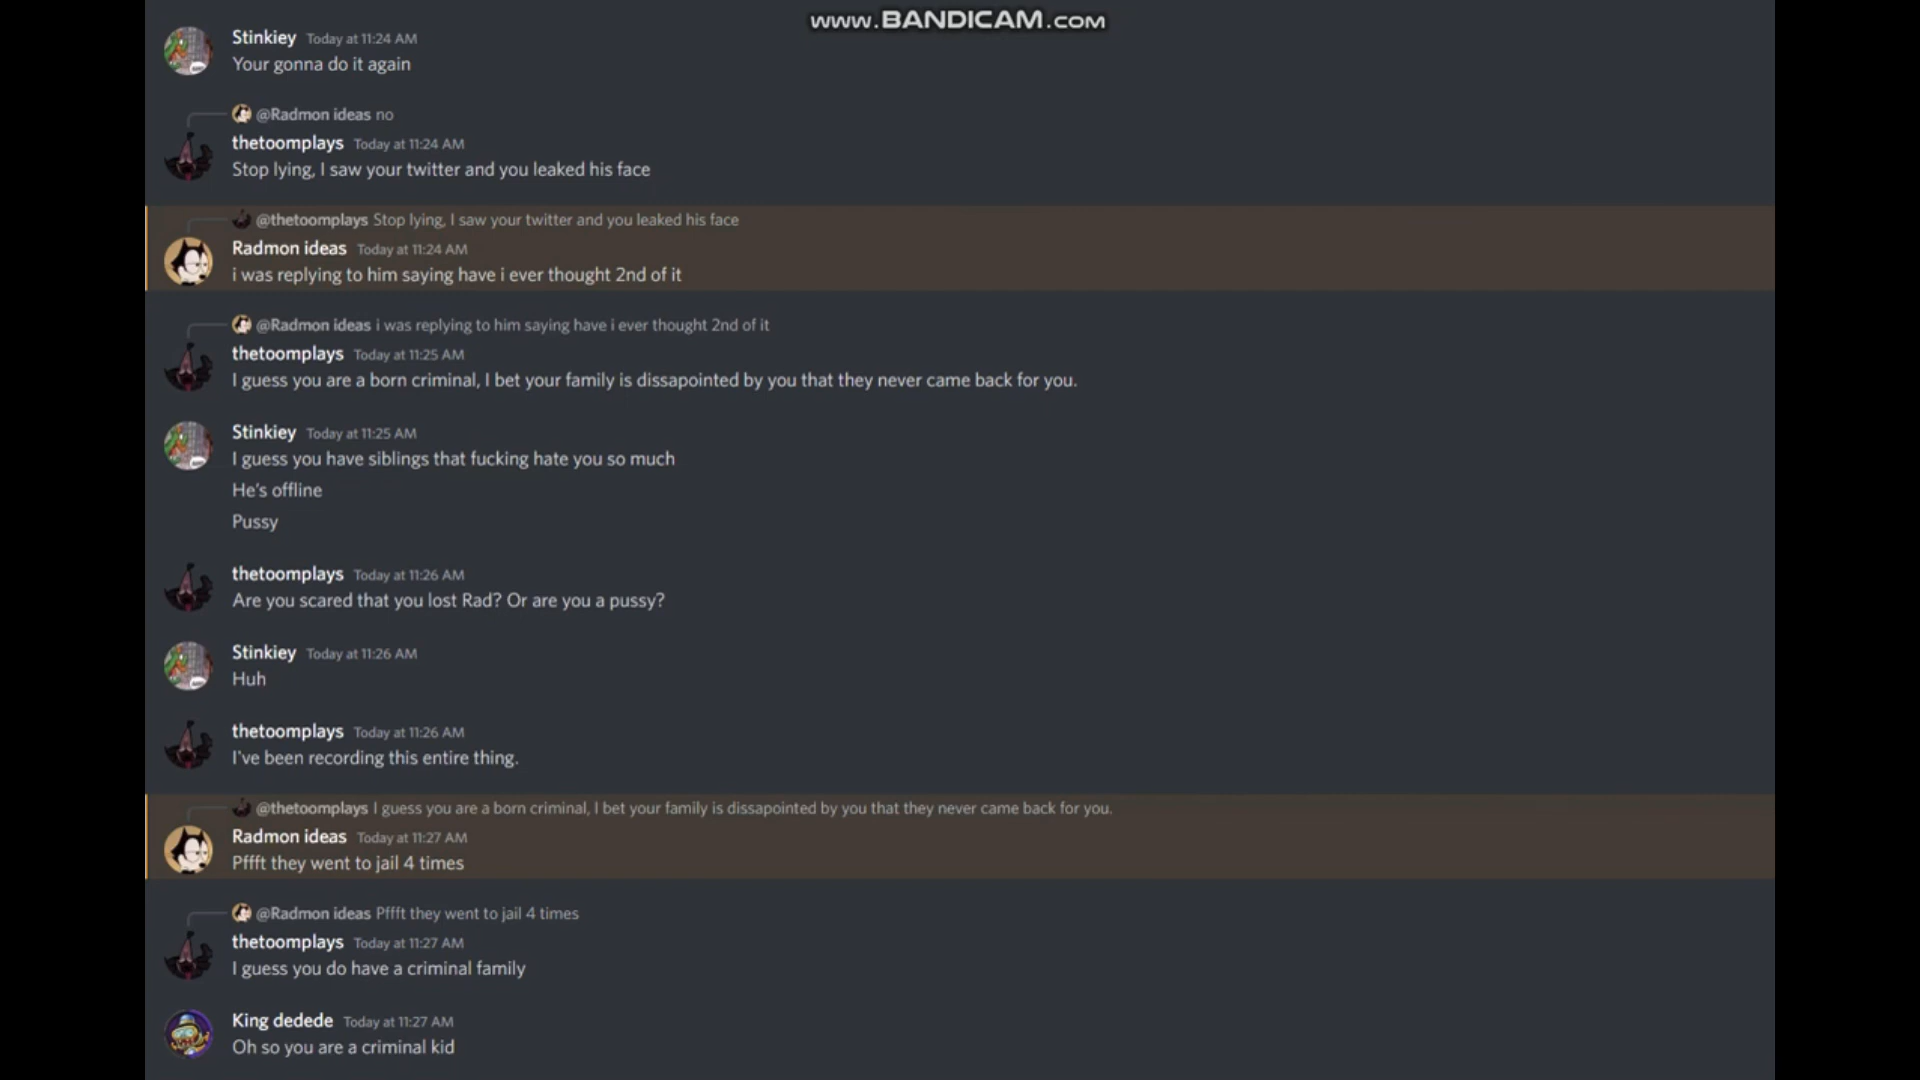 www.BANDICAM.com
Stinkiey Today at 11:24 AM
Your gonna do it again
@Radmon ideas no
thetoomplays Today at 11:24 AM
Stop lying, I saw your twitter and you leaked his face
@thetoomplays Stop lying, I saw your twitter and you leaked his face
Radmon ideas Today at 11:24 AM
i was replying to him saying have i ever thought 2nd of it
@Radmon ideas i was replying to him saying have i ever thought 2nd of it
thetoomplays Today at 11:25 AM
I guess you are a born criminal, I bet your family is dissapointed by you that they never came back for you.
Stinkiey Today at 11:25 AM
I guess you have siblings that fucking hate you so much
He's offline
Pussy
thetoomplays Today at 11:26 AM
Are you scared that you lost Rad? Or are you a pussy?
Stinkiey Today at 11:26 AM
Huh
thetoomplays Today at 11:26 AM
I've been recording this entire thing.
@thetoomplays I guess you are a born criminal, I bet your family is dissapointed by you that they never came back for you.
Radmon ideas Today at 11:27 AM
Pffft they went to jail 4 times
@Radmon ideas Pffft they went to jail 4 times
thetoomplays Today at 11:27 AM
I guess you do have a criminal family
King dedede Today at 11:27 AM
Oh so you are a criminal kid